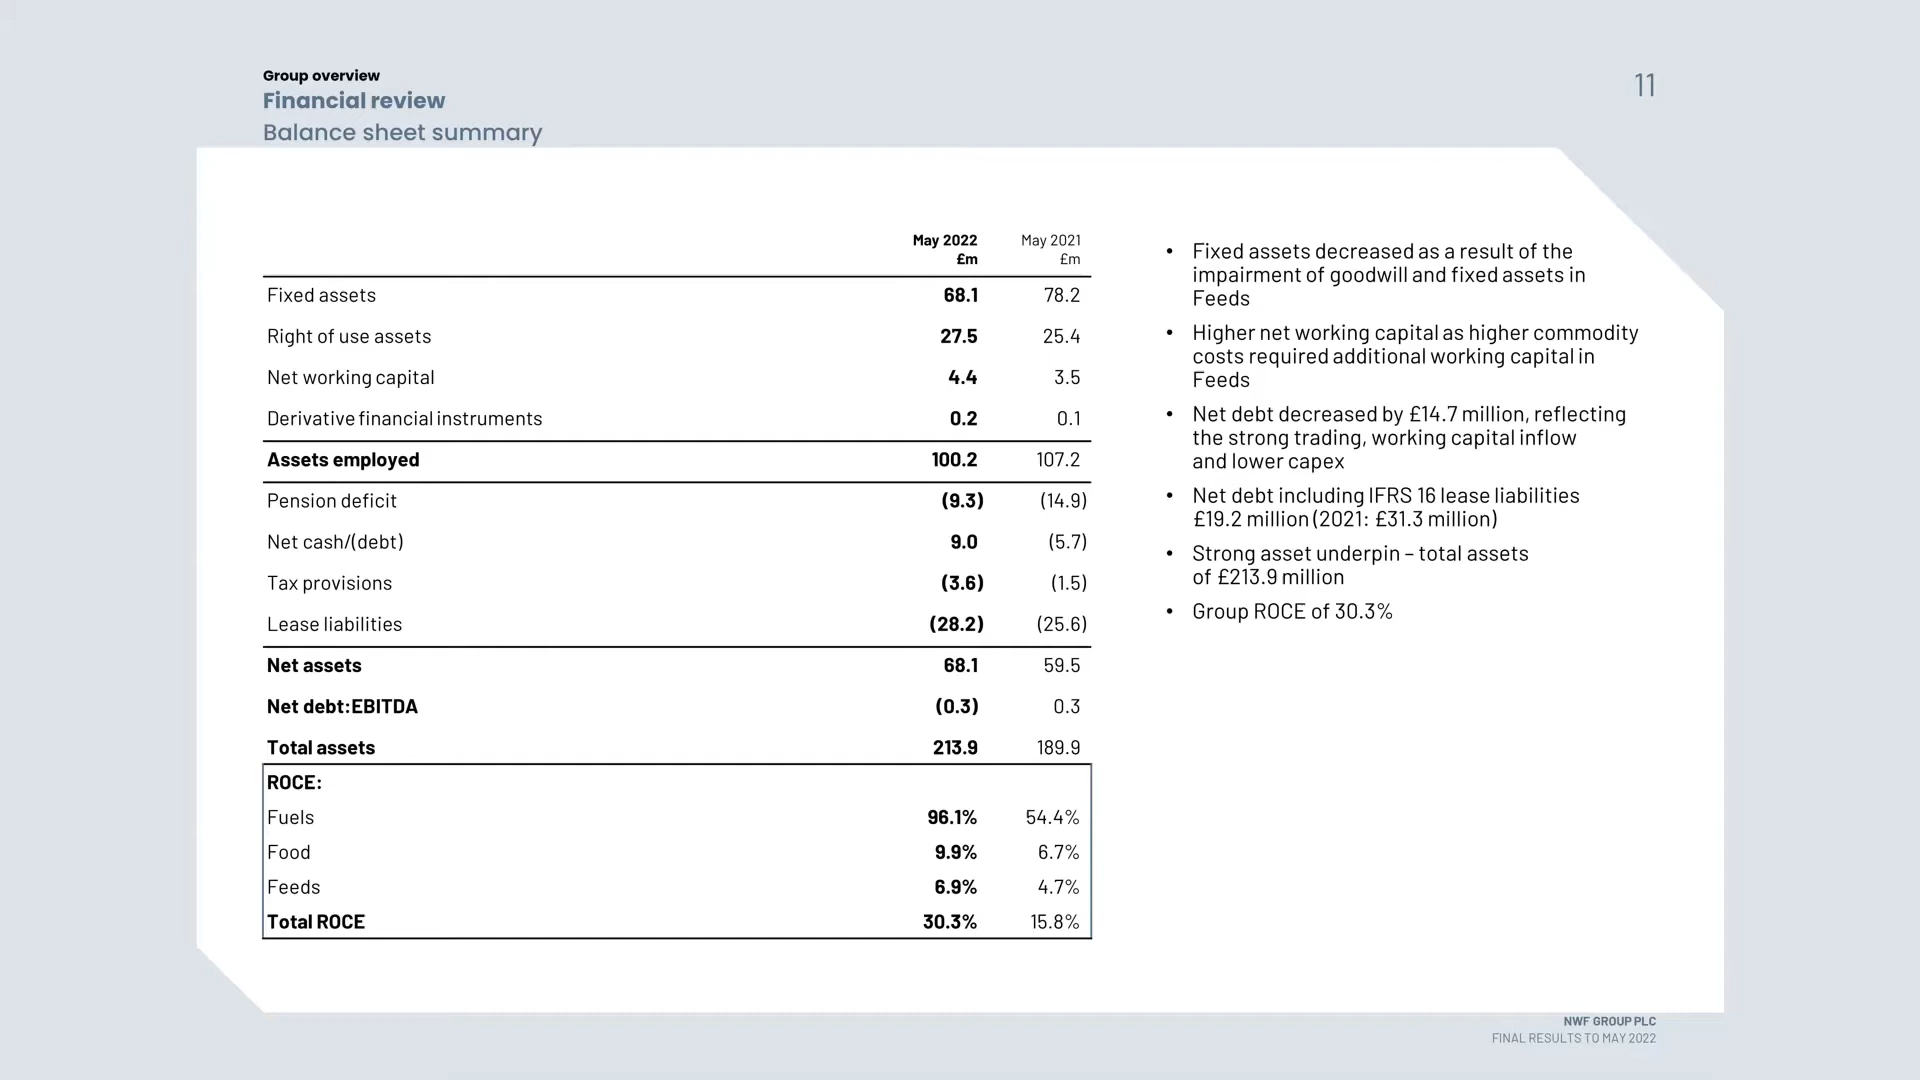 Group overview
Financial review
Balance sheet summary
11
May 2022 May 2021
£m £m
Fixed assets 68.1 78.2
Right of use assets 27.5 25.4
Net working capital 4.4 3.5
Derivative financial instruments 0.2 0.1
Assets employed 100.2 107.2
Pension deficit (9.3) (14.9)
Net cash/(debt) 9.0 (5.7)
Tax provisions (3.6) (1.5)
Lease liabilities (28.2) (25.6)
Net assets 68.1 59.5
Net debt:EBITDA (0.3) 0.3
Total assets 213.9 189.9
ROCE:
Fuels 96.1% 54.4%
Food 9.9% 6.7%
Feeds 6.9% 4.7%
Total ROCE 30.3% 15.8%
• Fixed assets decreased as a result of the
impairment of goodwill and fixed assets in
Feeds
• Higher net working capital as higher commodity
costs required additional working capital in
Feeds
• Net debt decreased by £14.7 million, reflecting
the strong trading, working capital inflow
and lower capex
• Net debt including IFRS 16 lease liabilities
£19.2 million (2021: £31.3 million)
• Strong asset underpin – total assets
of £213.9 million
• Group ROCE of 30.3%
NWF GROUP PLC
FINAL RESULTS TO MAY 2022